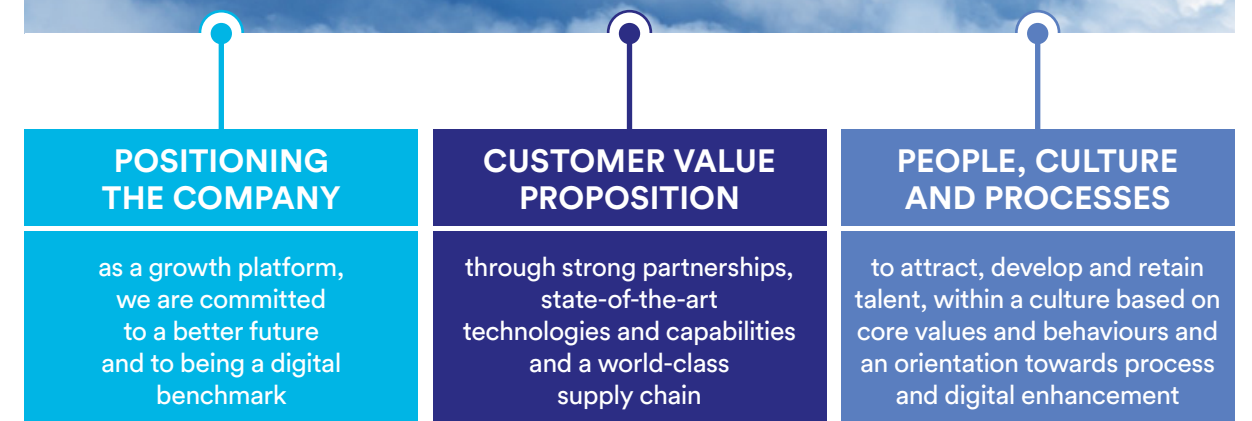 POSITIONING
THE COMPANY
as a growth platform,
we are committed
to a better future
and to being a digital
benchmark
CUSTOMER VALUE
PROPOSITION
through strong partnerships,
state-of-the-art
technologies and capabilities
and a world-class
supply chain
PEOPLE, CULTURE
AND PROCESSES
to attract, develop and retain
talent, within a culture based on
core values and behaviours and
an orientation towards process
and digital enhancement